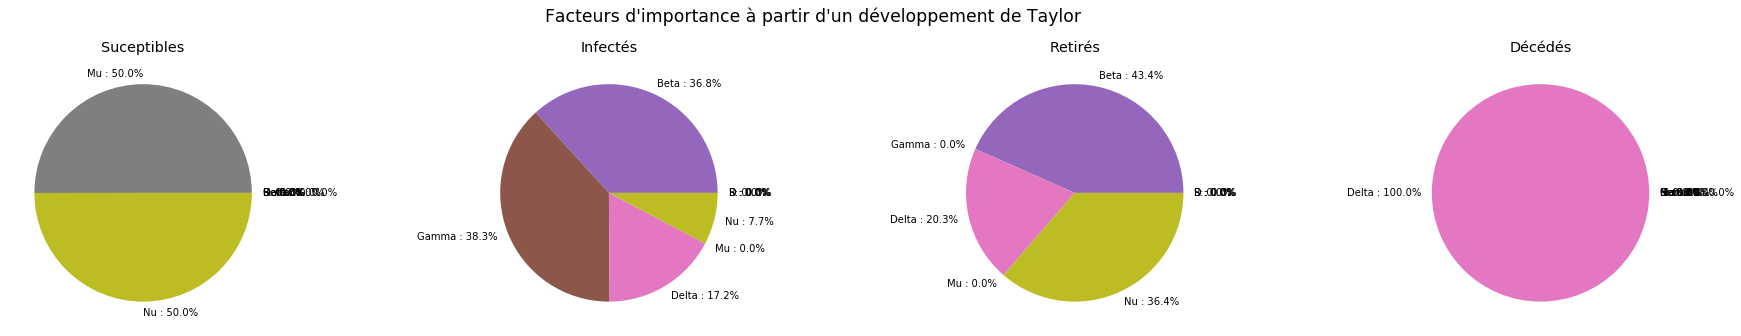 Facteurs d'importance à partir d'un développement de Taylor
Suceptibles
Mu : 50.0%
Nu : 50.0%
Infectés
Beta : 36.8%
Gamma : 38.3%
Delta : 17.2%
Mu : 0.0%
Nu : 7.7%
Retirés
Beta : 43.4%
Gamma : 0.0%
Delta : 20.3%
Mu : 0.0%
Nu : 36.4%
Décédés
Delta : 100.0%